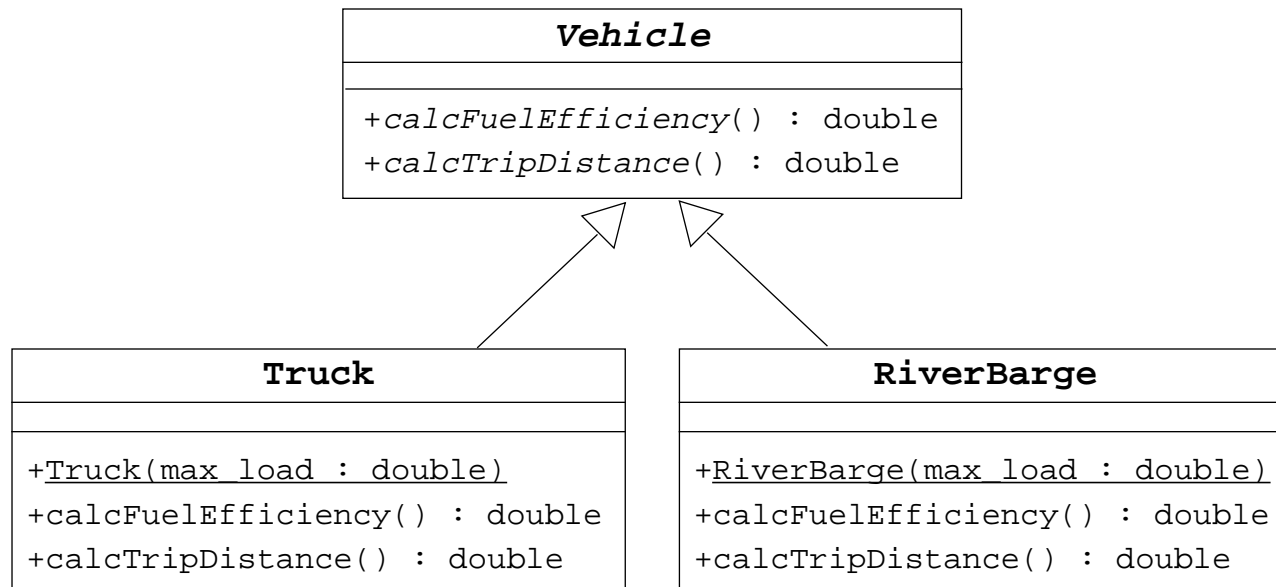 Vehicle
+calcFuelEfficiency() : double
+calcTripDistance() : double
Truck
+Truck(max_load : double)
+calcFuelEfficiency() : double
+calcTripDistance() : double
RiverBarge
+RiverBarge(max_load : double)
+calcFuelEfficiency() : double
+calcTripDistance() : double